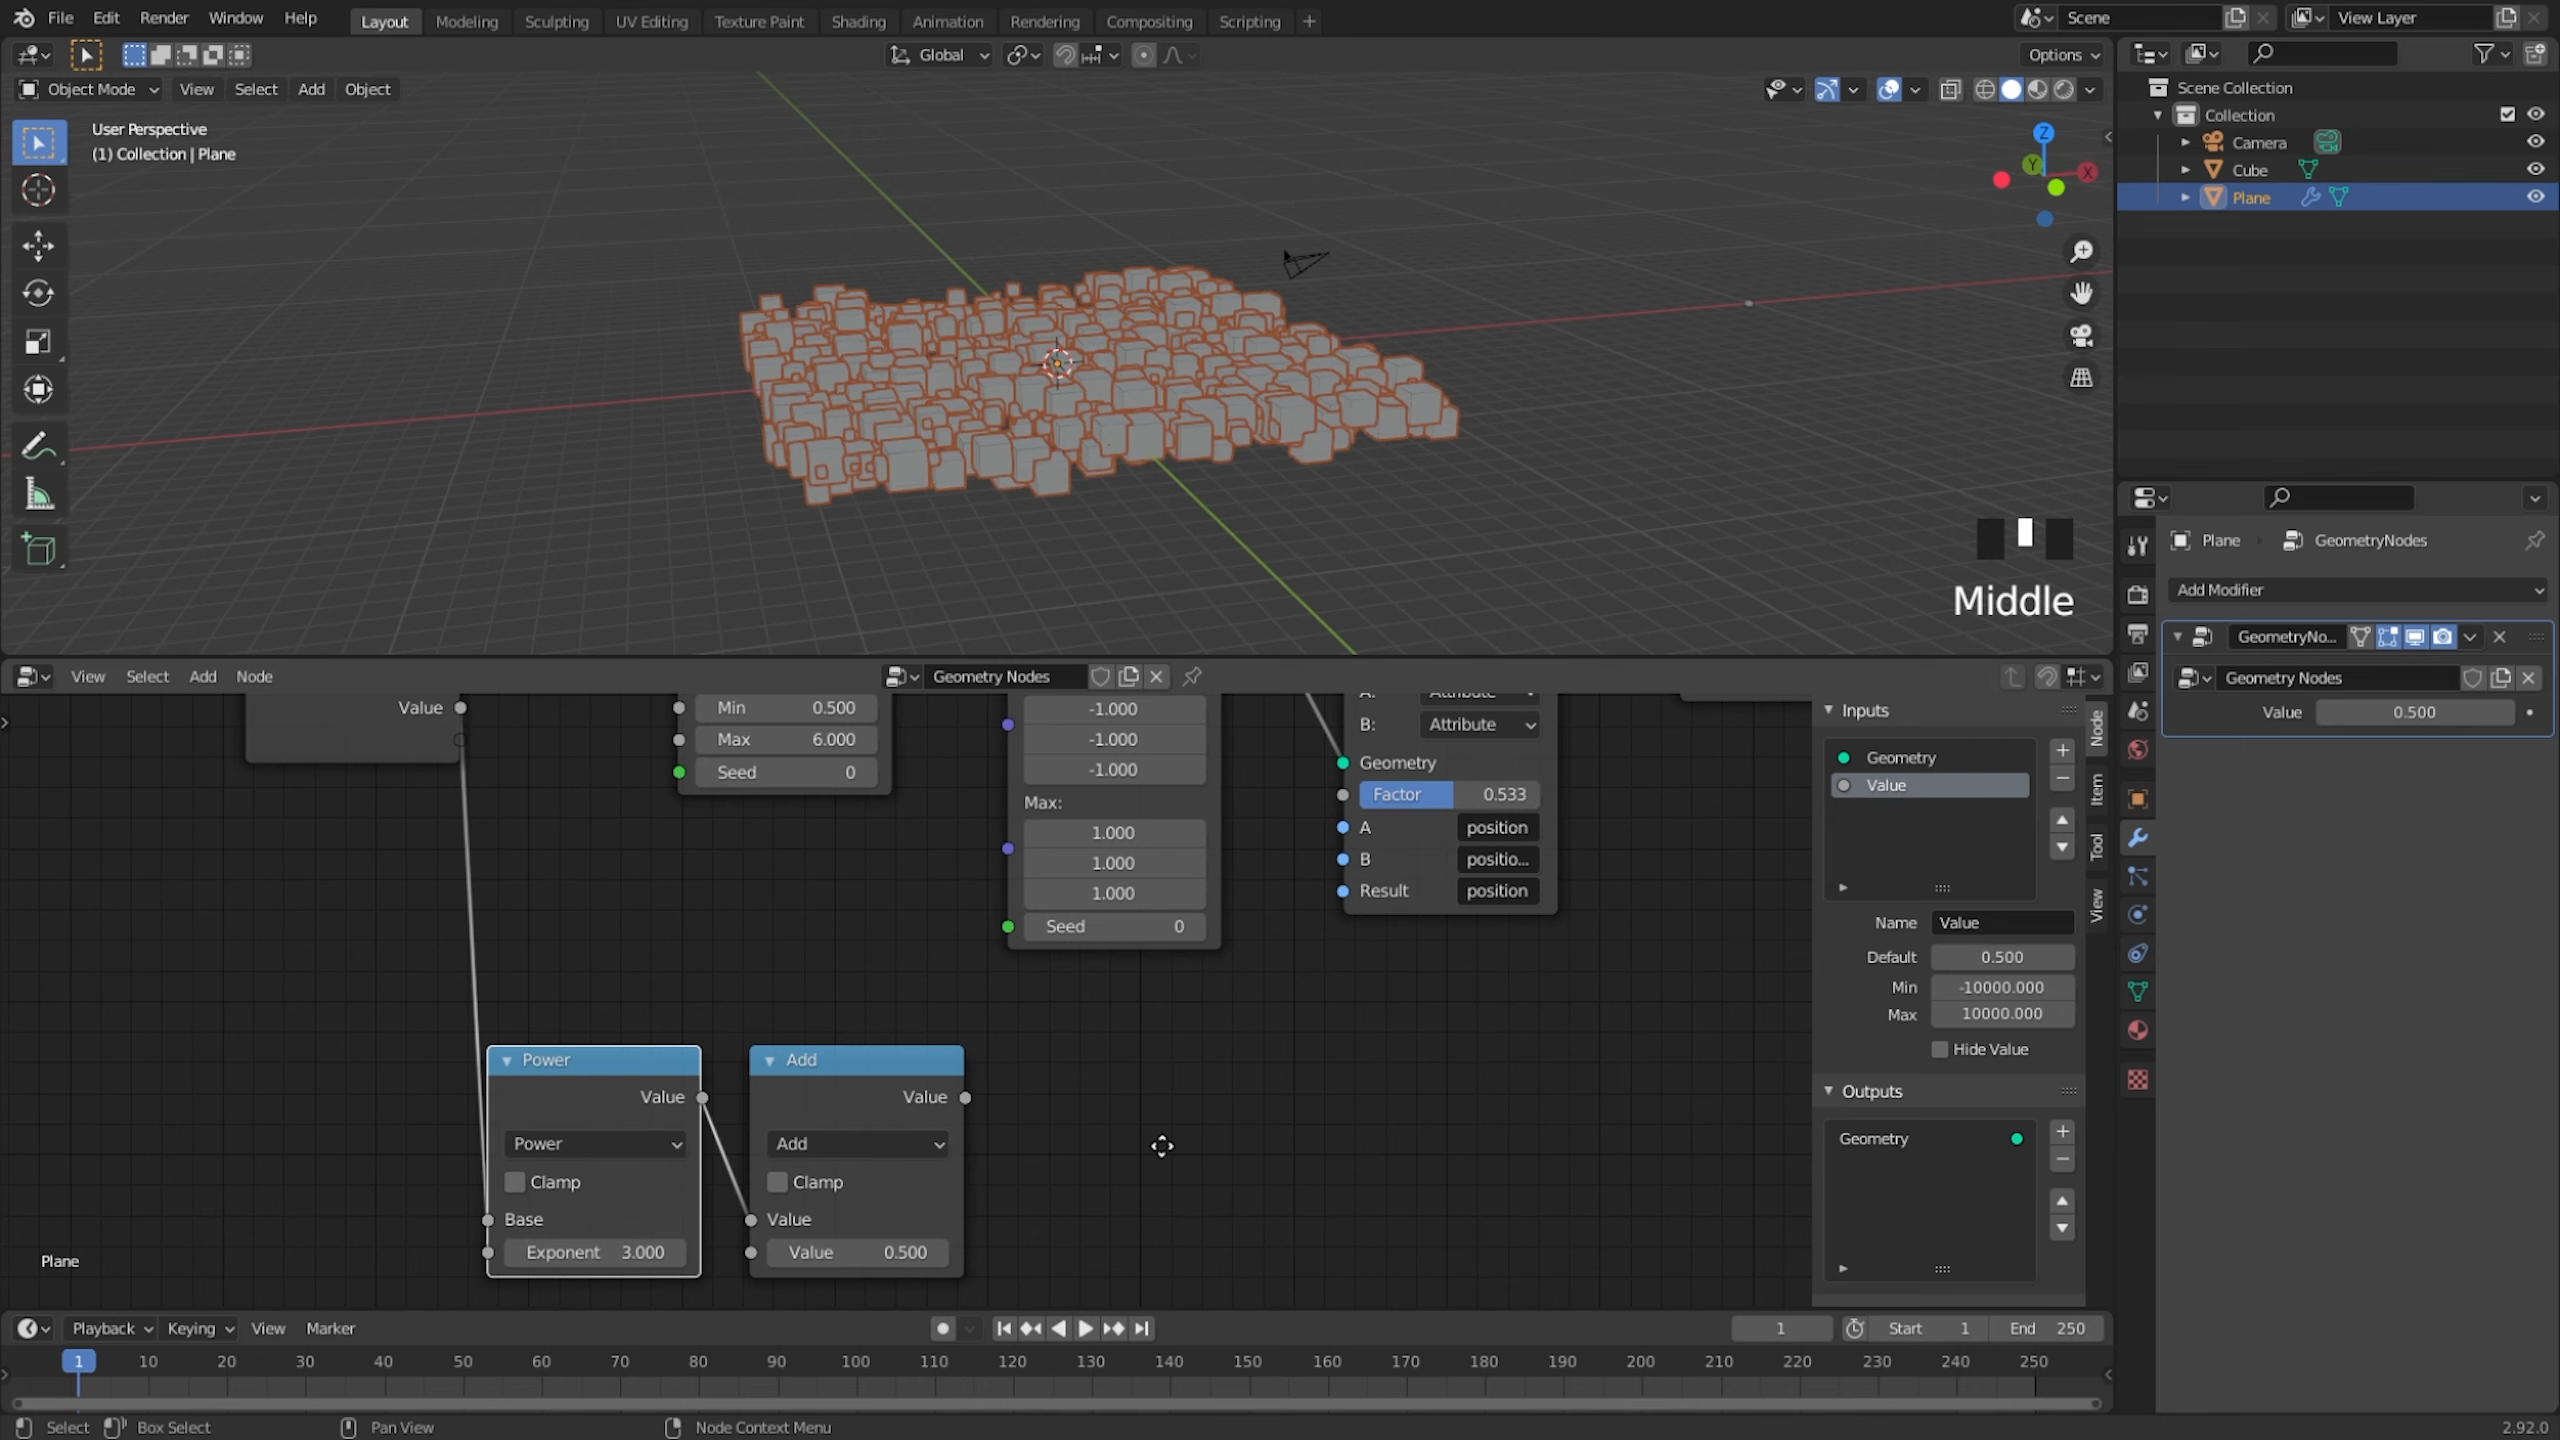 File Edit Render Window Help Layout Modeling Sculpting UV Editing Texture Paint Shading Animation Rendering Compositing Scripting + Scene View Layer
Global Options
Object Mode View Select Add Object
User Perspective
(1) Collection | Plane
Z
Y
X
Middle
Scene Collection
Collection
Camera
Cube
Plane
Plane GeometryNodes
Add Modifier
GeometryNo...
Geometry Nodes
Value 0.500
View Select Add Node Geometry Nodes
Value
Min 0.500
Max 6.000
Seed 0
-1.000
-1.000
-1.000
Max:
1.000
1.000
1.000
Seed 0
A: Attribute
B: Attribute
Geometry
Factor 0.533
A position
B positio...
Result position
Power
Value
Power
Clamp
Base
Exponent 3.000
Add
Value
Add
Clamp
Value
Value 0.500
Plane
Inputs
Geometry
Value
Name Value
Default 0.500
Min -10000.000
Max 10000.000
Hide Value
Outputs
Geometry
Node
Item
Tool
View
Playback Keying View Marker 1 Start 1 End 250
1 10 20 30 40 50 60 70 80 90 100 110 120 130 140 150 160 170 180 190 200 210 220 230 240 250
Select Box Select Pan View Node Context Menu 2.92.0